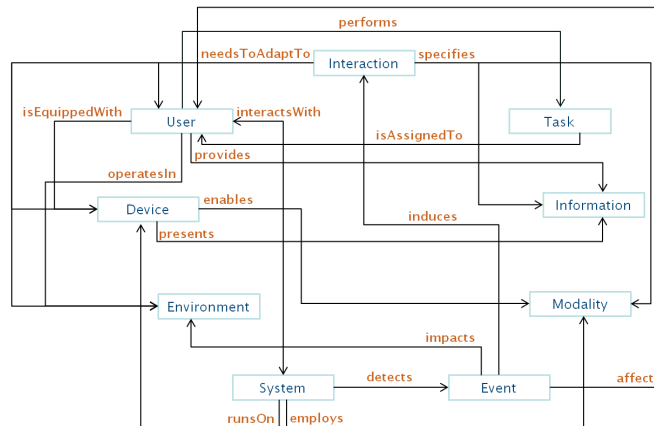 performs
needsToAdaptTo
specifies
Interaction
isEquippedWith
interactsWith
User
Task
isAssignedTo
provides
operatesIn
enables
Device
Information
induces
presents
Environment
Modality
impacts
System
detects
Event
affect
runsOn
employs